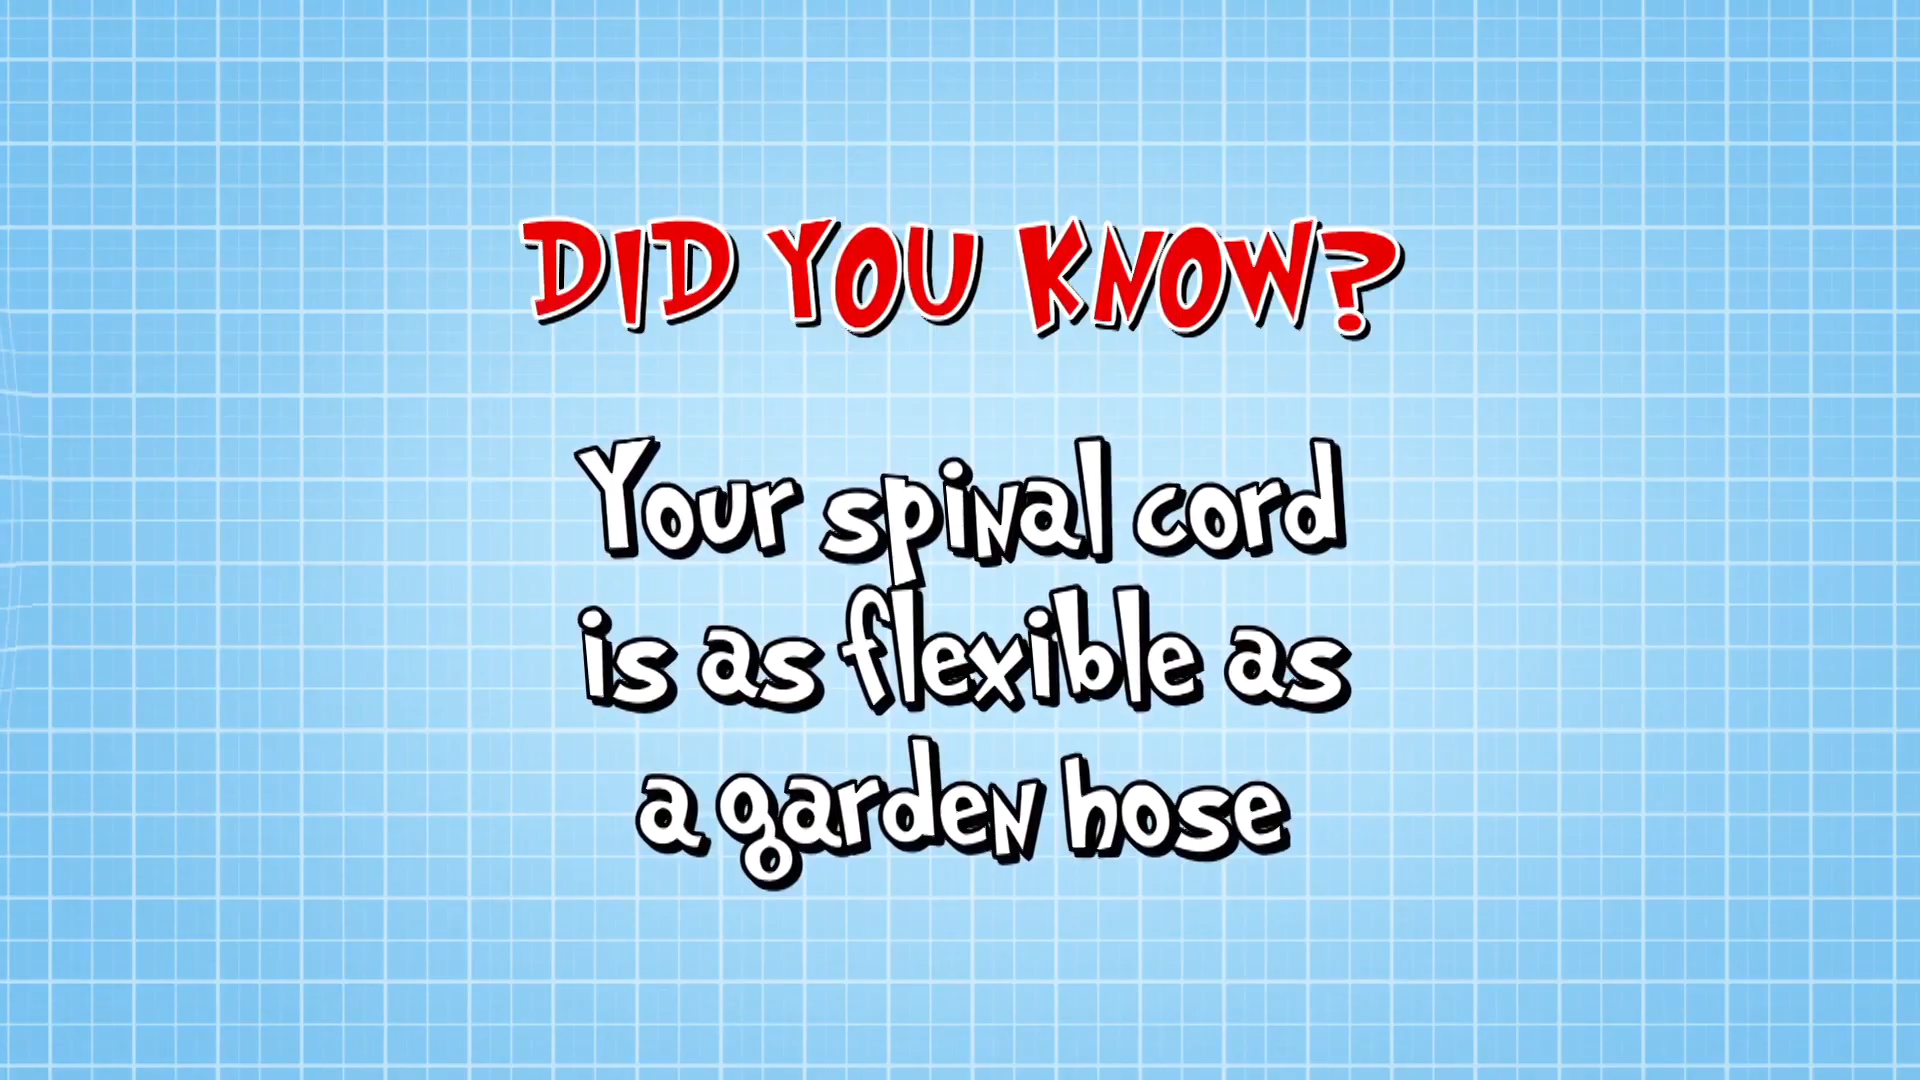 DID YOU KNOW?
Your spinal cord
is as flexible as
a garden hose